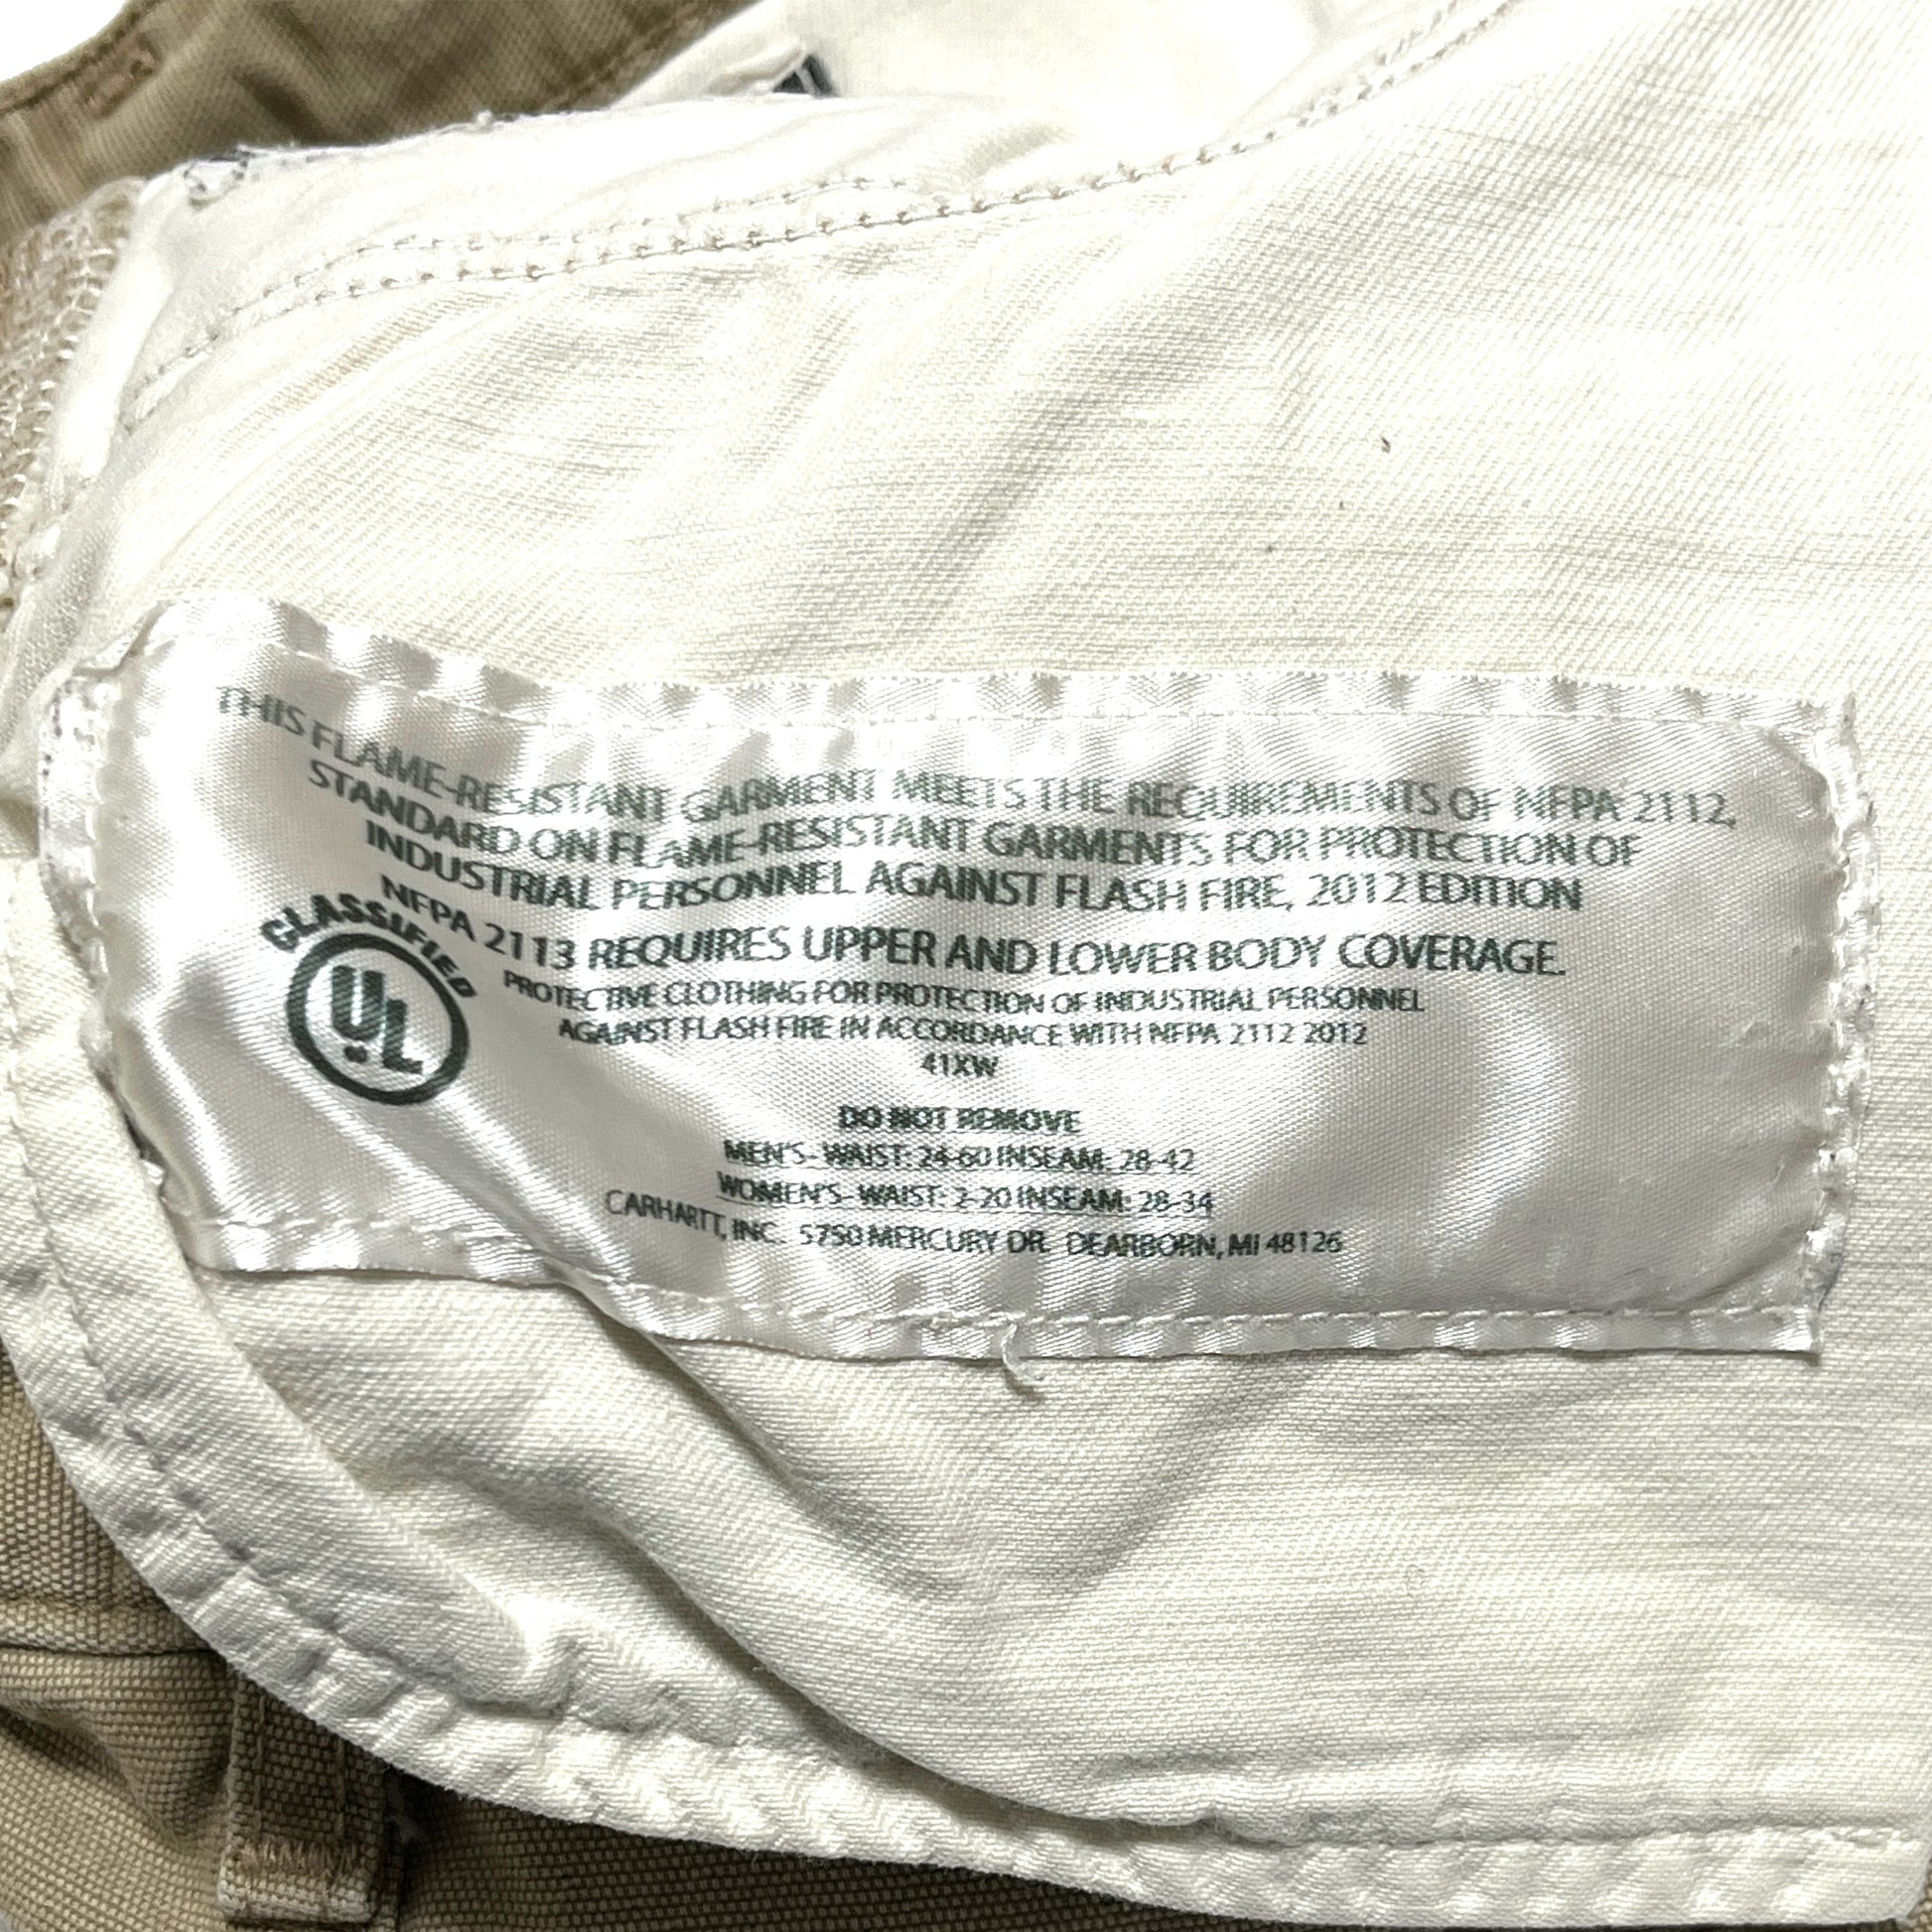 THIS FLAME-RESISTANT GARMENT MEETS THE REQUIREMENTS OF NFPA 2112,
STANDARD ON FLAME-RESISTANT GARMENTS FOR PROTECTION OF
INDUSTRIAL PERSONNEL AGAINST FLASH FIRE, 2012 EDITION
NFPA 2113 REQUIRES UPPER AND LOWER BODY COVERAGE.
CLASSIFIED
UL
PROTECTIVE CLOTHING FOR PROTECTION OF INDUSTRIAL PERSONNEL
AGAINST FLASH FIRE IN ACCORDANCE WITH NFPA 2112 2012
41XW
DO NOT REMOVE
MEN'S- WAIST: 24-60 INSEAM: 28-42
WOMEN'S- WAIST: 2-20 INSEAM: 28-34
CARHARTT, INC. 5750 MERCURY DR. DEARBORN, MI 48126